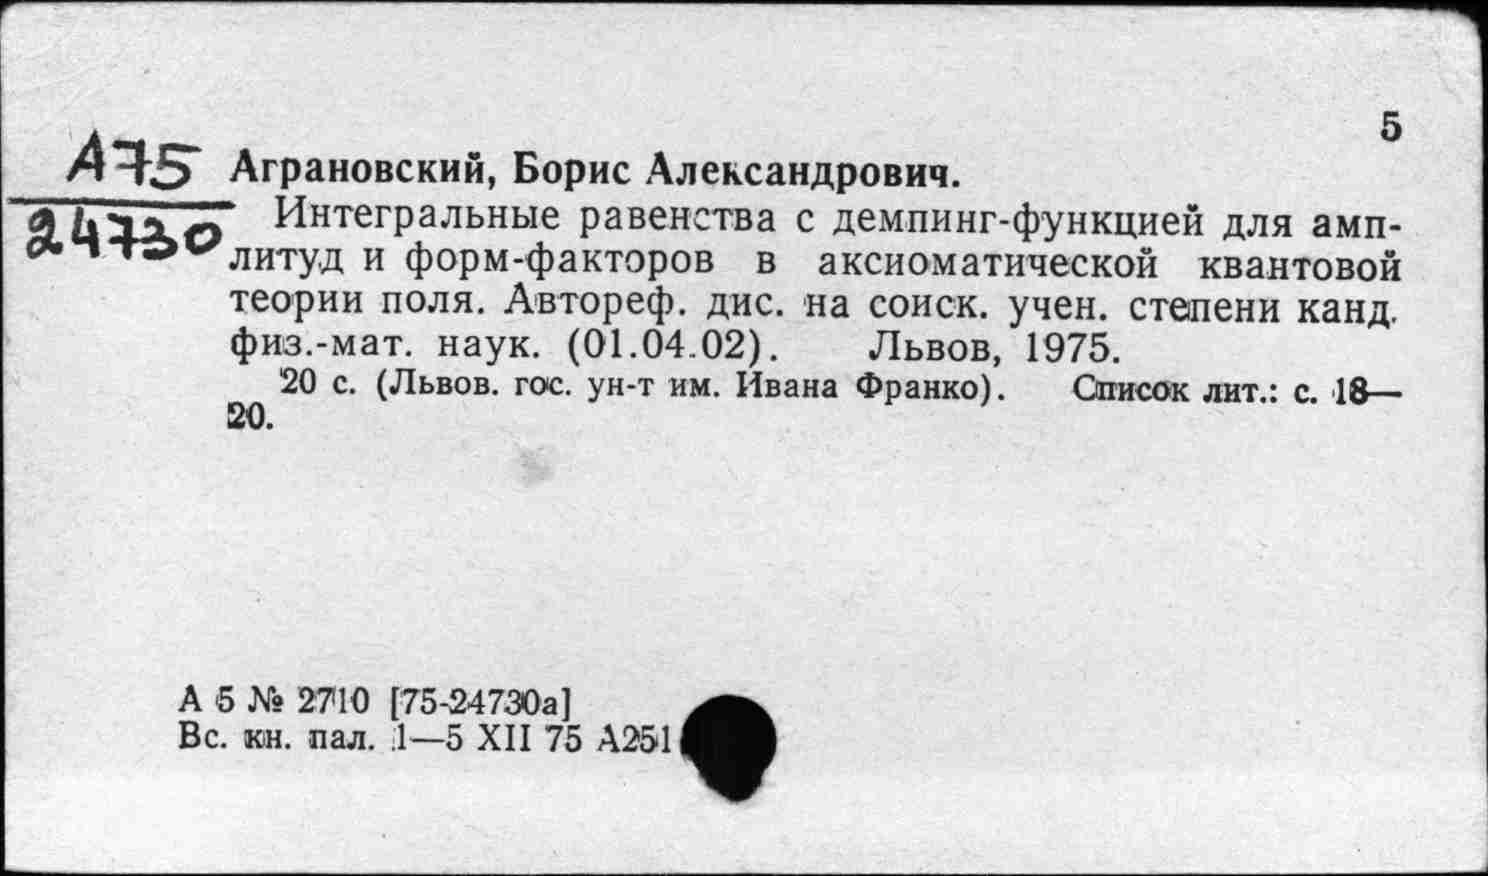 5
А75
24730
Аграновский, Борис Александрович.
Интегральные равенства с демпинг-функцией для амп-
литуд и форм-факторов в аксиоматической квантовой
теории поля. Автореф. дис. на соиск. учен. степени канд.
физ.-мат. наук. (01.04.02). Львов, 1975.
20 с. (Львов. гос. ун-т им. Ивана Франко). Список лит.: с. 18—
20.
А 5 № 2710 [75-24730а]
Вс. кн. пал. 1—5 XII 75 А251